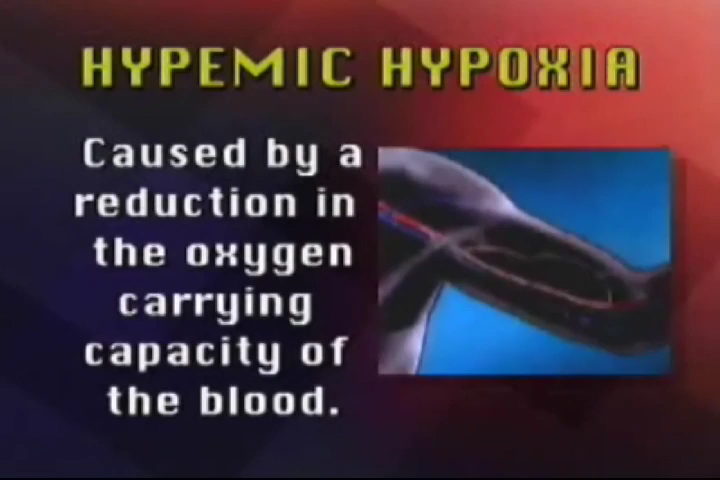 HYPEMIC HYPOXIA
Caused by a
reduction in
the oxygen
carrying
capacity of
the blood.